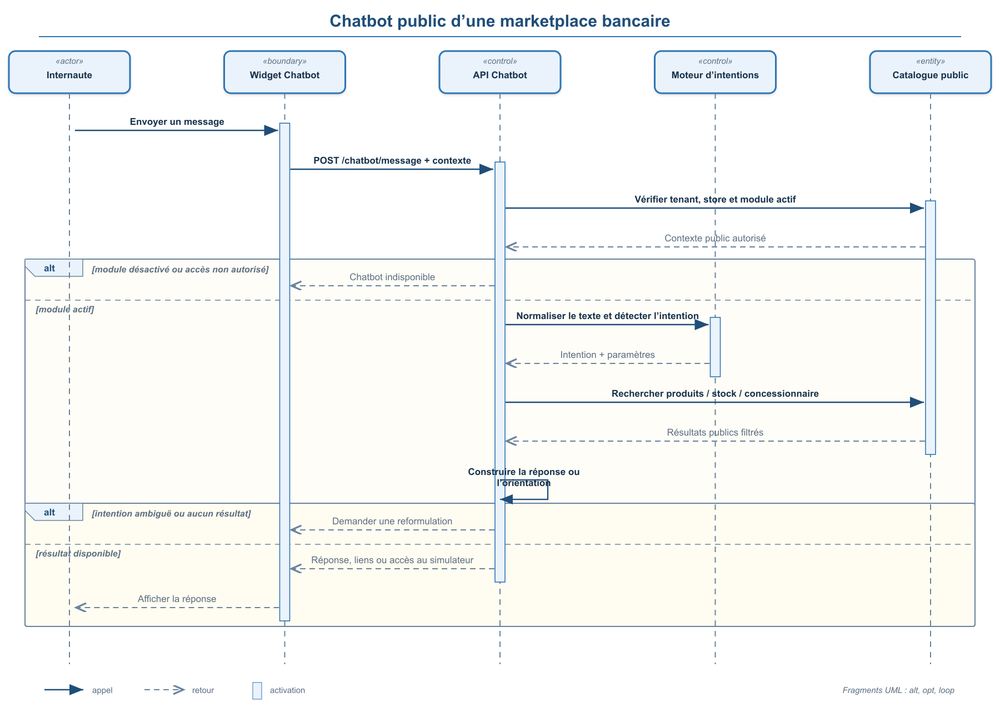 Chatbot public d’une marketplace bancaire
«actor»
Internaute
«boundary»
Widget Chatbot
«control»
API Chatbot
«control»
Moteur d’intentions
«entity»
Catalogue public
Envoyer un message
POST /chatbot/message + contexte
Vérifier tenant, store et module actif
Contexte public autorisé
alt
[module désactivé ou accès non autorisé]
Chatbot indisponible
[module actif]
Normaliser le texte et détecter l’intention
Intention + paramètres
Rechercher produits / stock / concessionnaire
Résultats publics filtrés
Construire la réponse ou
l’orientation
alt
[intention ambiguë ou aucun résultat]
Demander une reformulation
[résultat disponible]
Réponse, liens ou accès au simulateur
Afficher la réponse
appel
retour
activation
Fragments UML : alt, opt, loop